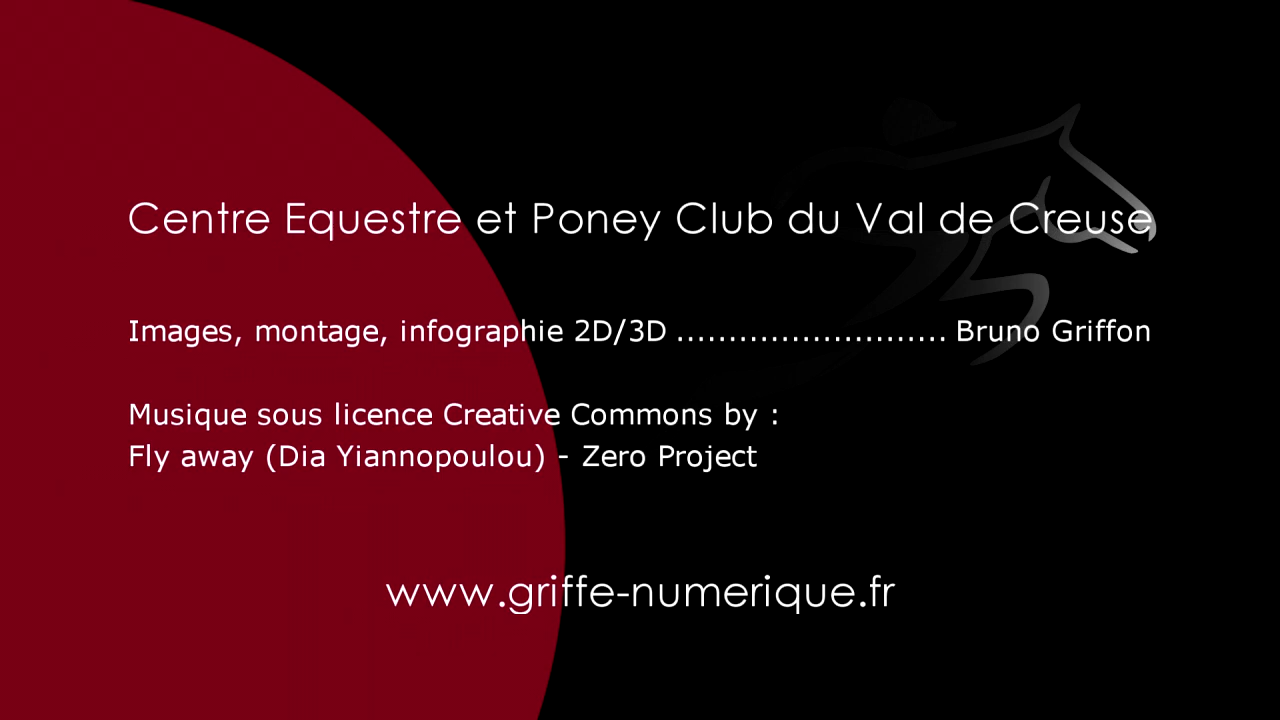 Centre Equestre et Poney Club du Val de Creuse
Images, montage, infographie 2D/3D .......................... Bruno Griffon
Musique sous licence Creative Commons by :
Fly away (Dia Yiannopoulou) - Zero Project
www.griffe-numerique.fr